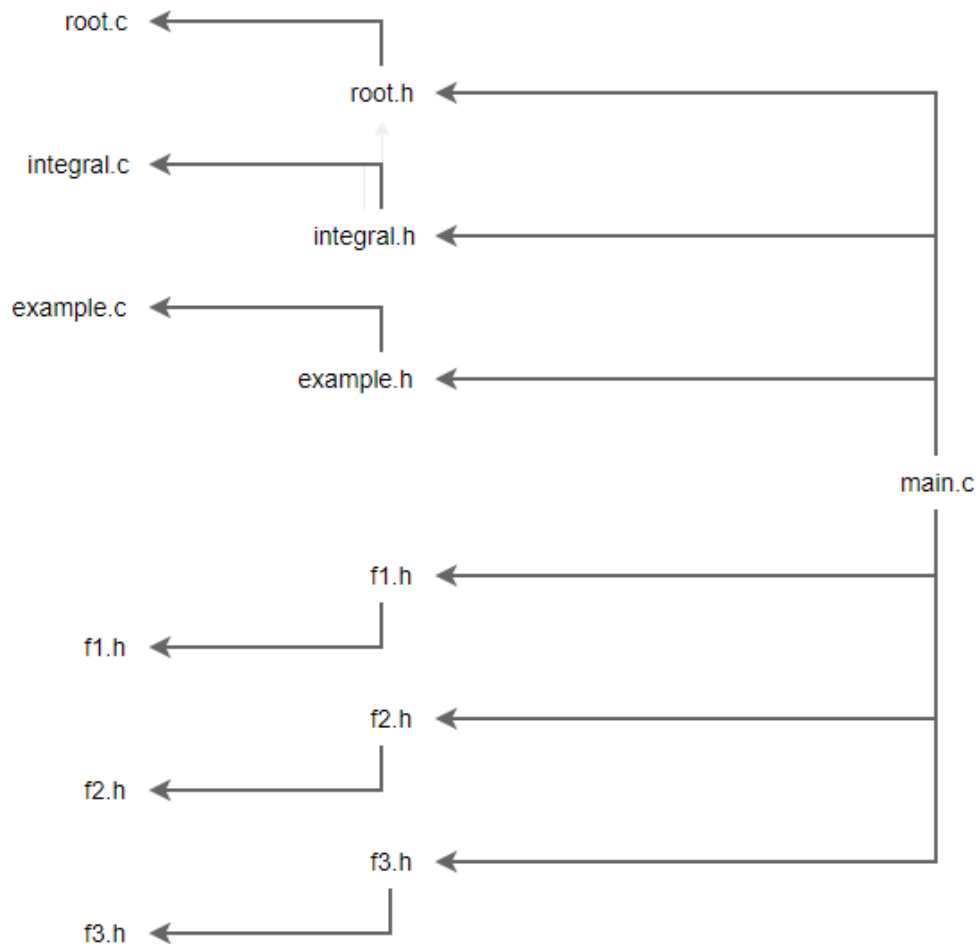 root.c
root.h
integral.c
integral.h
example.c
example.h
main.c
f1.h
f1.h
f2.h
f2.h
f3.h
f3.h